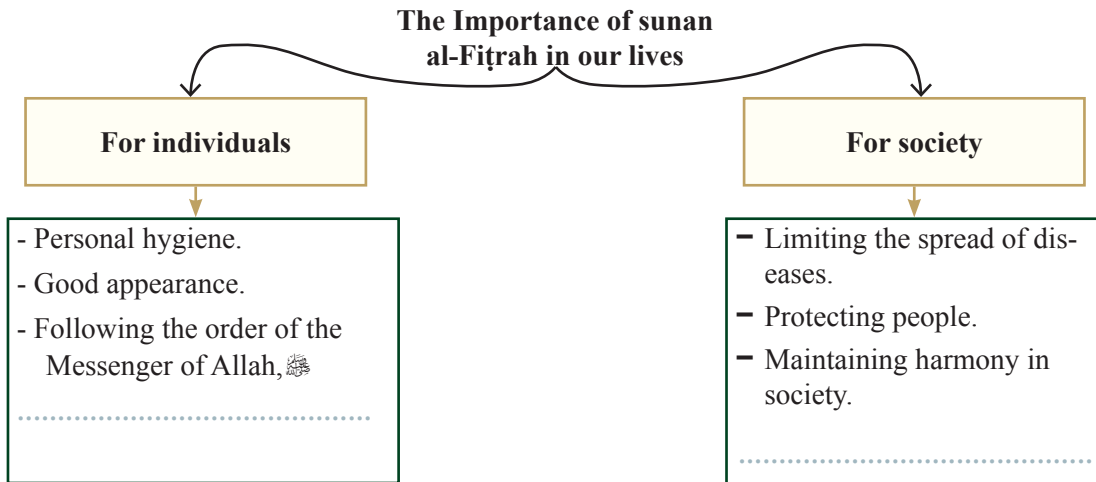 The Importance of sunan
al-Fiṭrah in our lives
For individuals
For society
- Personal hygiene.
- Good appearance.
- Following the order of the
Messenger of Allah, ﷺ
................................................
– Limiting the spread of dis-
eases.
– Protecting people.
– Maintaining harmony in
society.
................................................